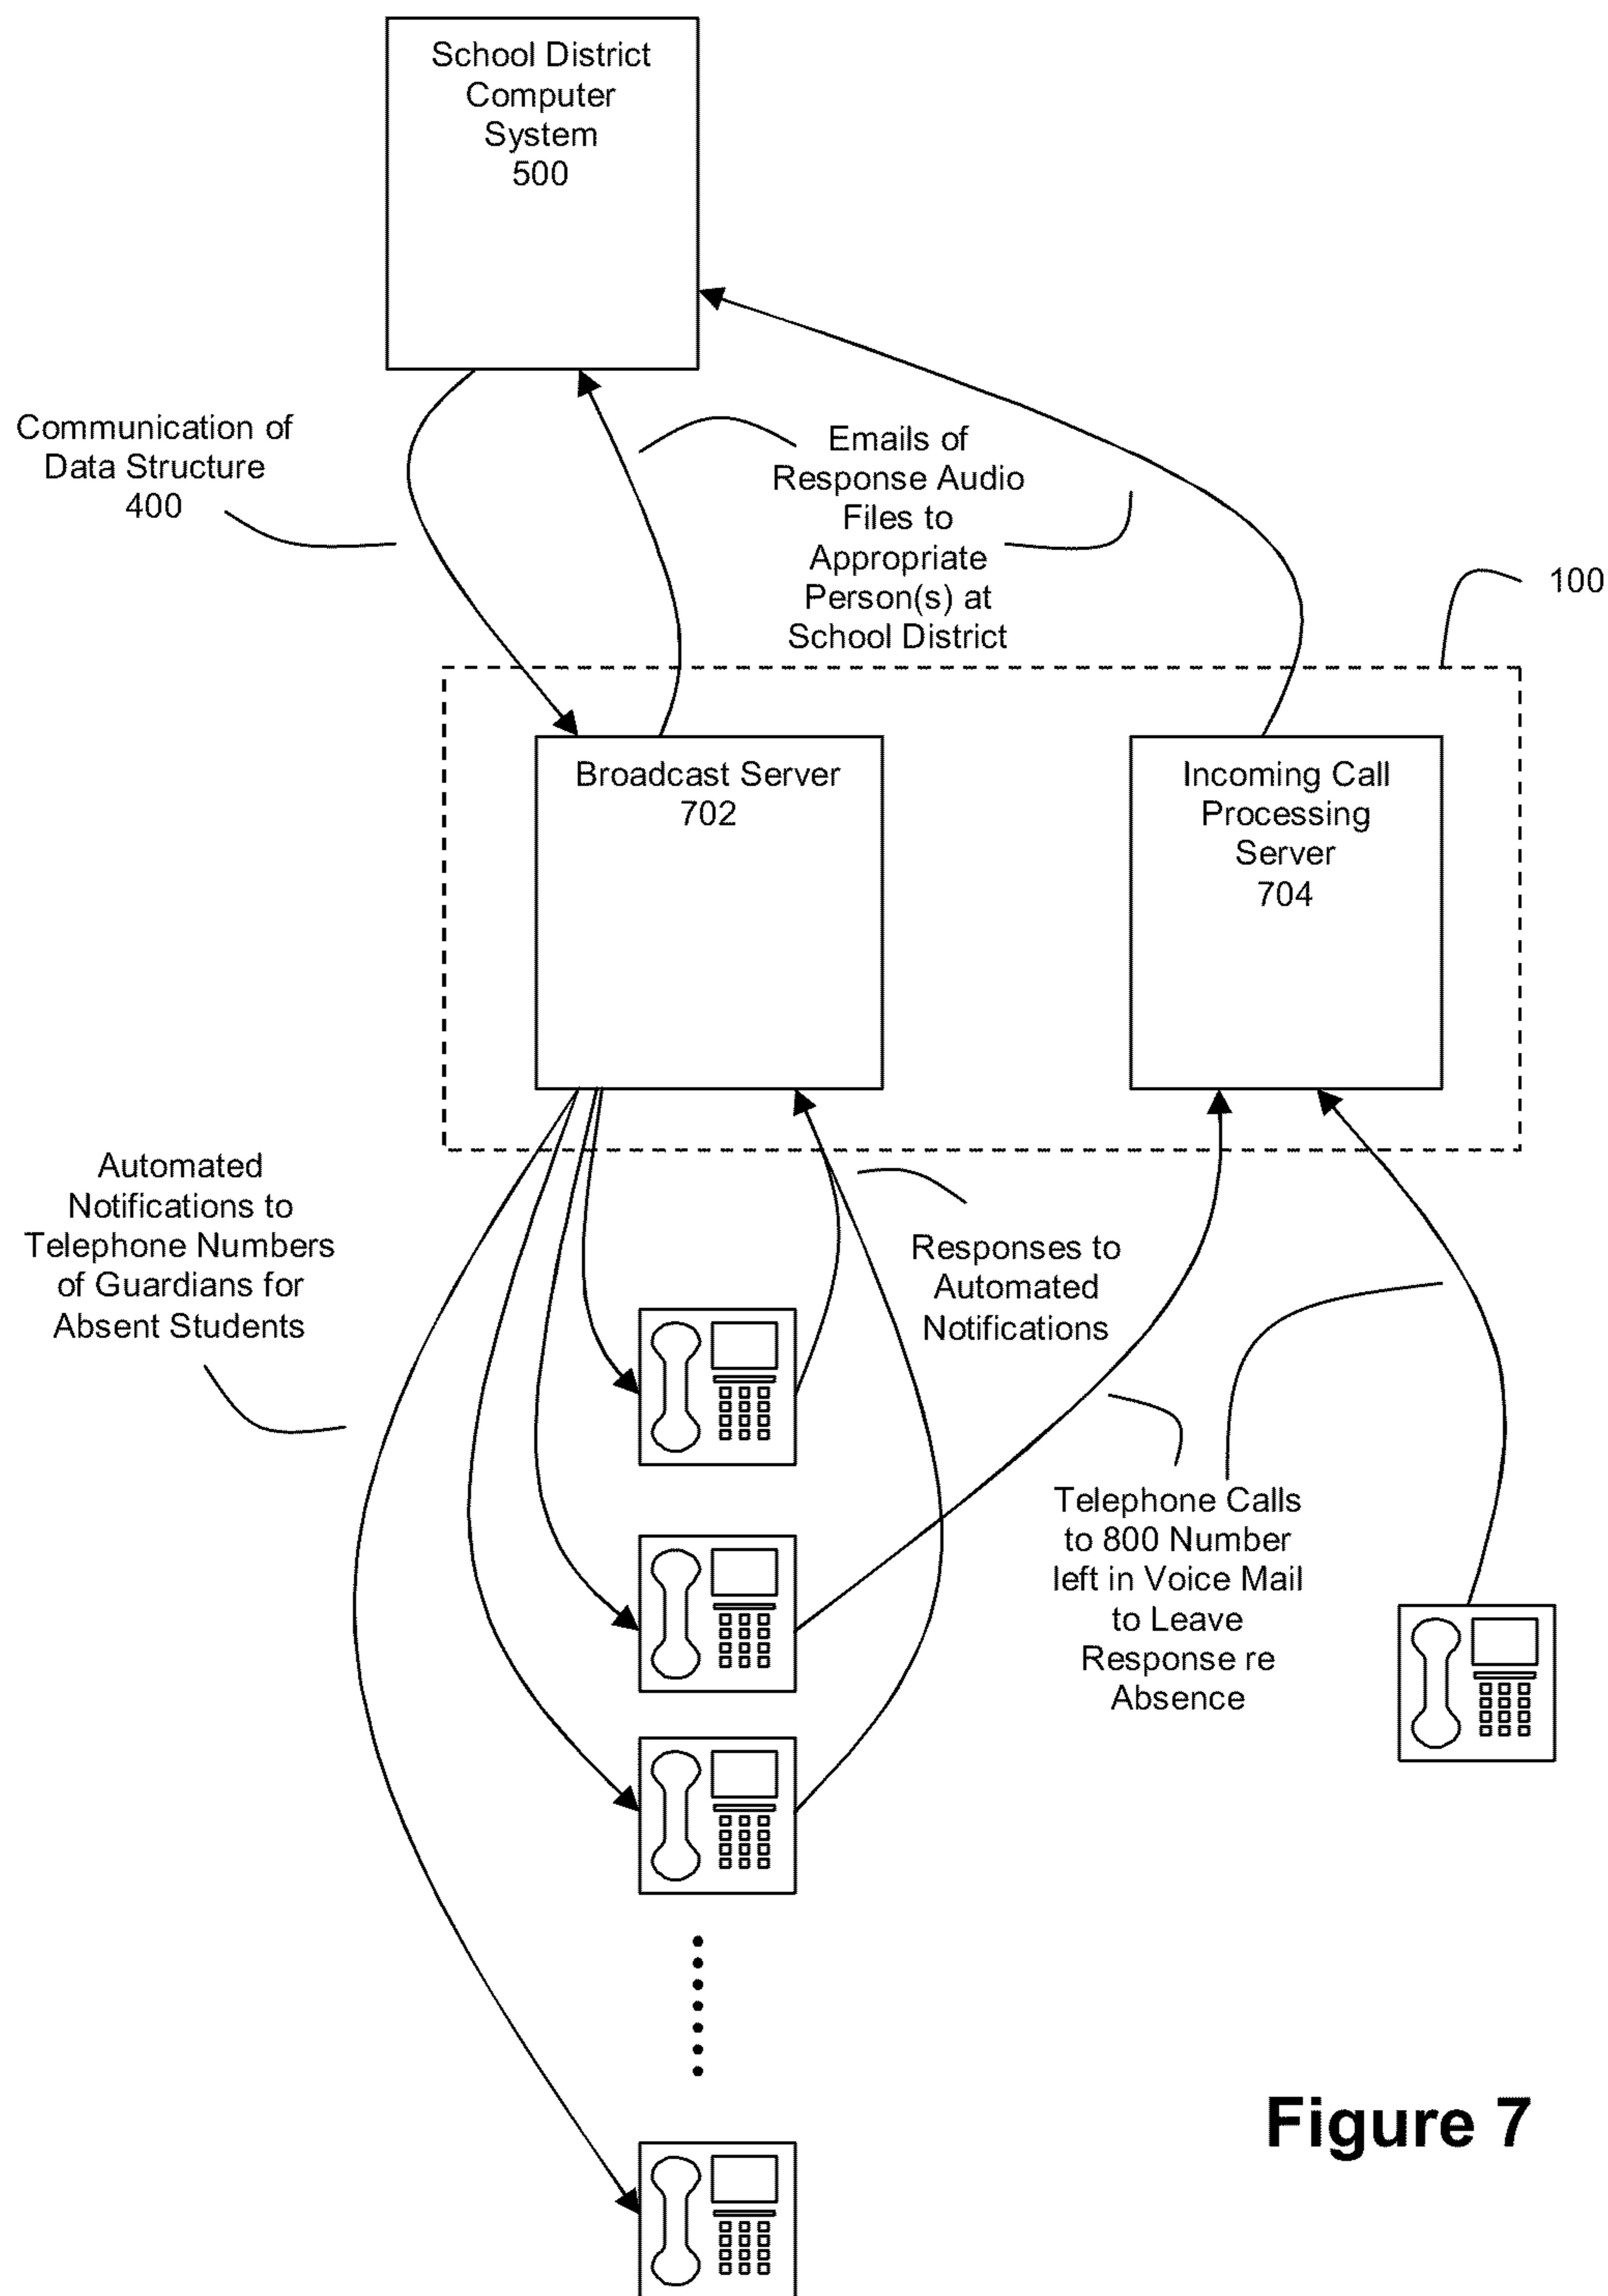 School District
Computer
System
500
Communication of
Data Structure
400
Emails of
Response Audio
Files to
Appropriate
Person(s) at
School District
100
Broadcast Server
702
Incoming Call
Processing
Server
704
Automated
Notifications to
Telephone Numbers
of Guardians for
Absent Students
Responses to
Automated
Notifications
Telephone Calls
to 800 Number
left in Voice Mail
to Leave
Response re
Absence
Figure 7